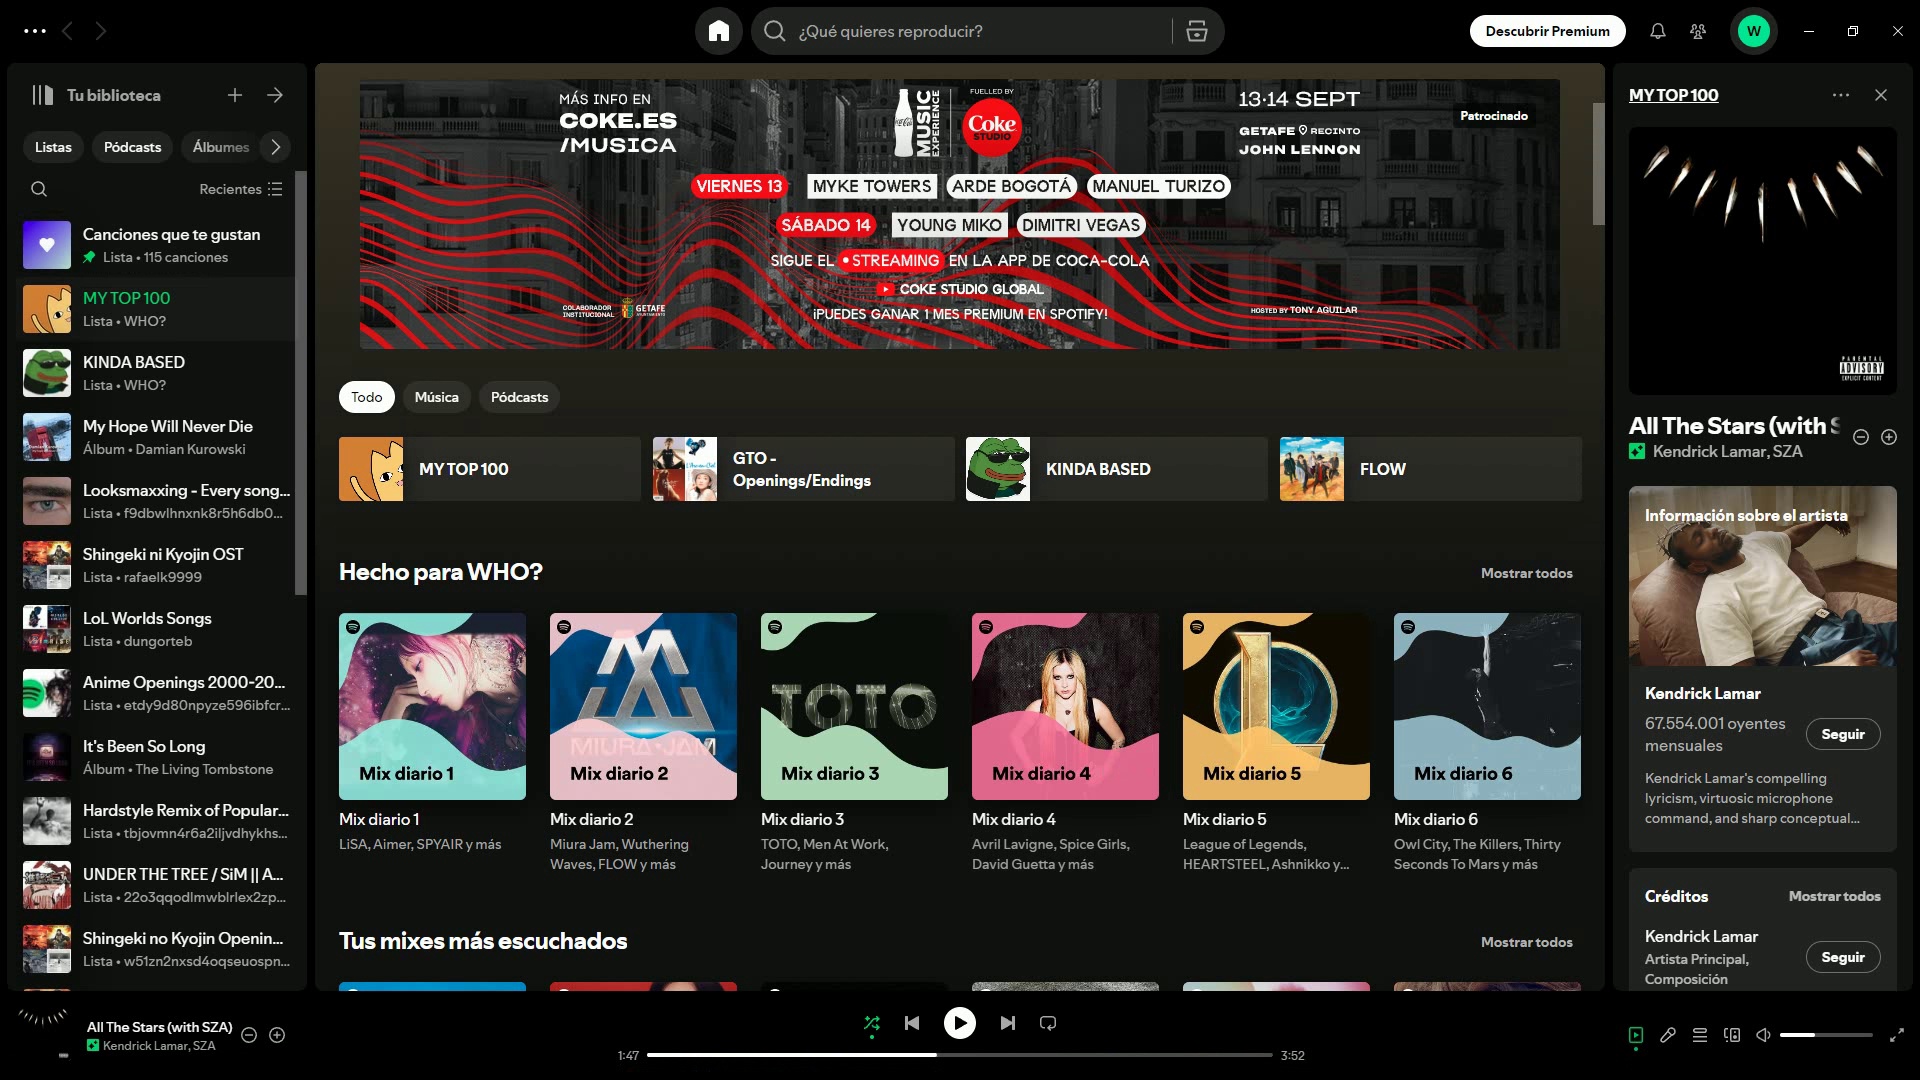 ¿Qué quieres reproducir?
Descubrir Premium
W
Tu biblioteca
Listas
Pódcasts
Álbumes
Recientes
Canciones que te gustan
Lista • 115 canciones
MY TOP 100
Lista • WHO?
KINDA BASED
Lista • WHO?
My Hope Will Never Die
Álbum • Damian Kurowski
Looksmaxxing - Every song...
Lista • f9dbwlhnxnk8r5h6db0...
Shingeki ni Kyojin OST
Lista • rafaelk9999
LoL Worlds Songs
Lista • dungorteb
Anime Openings 2000-20...
Lista • etdy9d80npyze596ibfcr...
It's Been So Long
Álbum • The Living Tombstone
Hardstyle Remix of Popular...
Lista • tbjovmn4r6a2iljvdhykhs...
UNDER THE TREE / SiM || A...
Lista • 22o3qqodlmwblrlex2zp...
Shingeki no Kyojin Openin...
Lista • w51zn2nxsd4oqseuospn...
MÁS INFO EN
COKE.ES
/MUSICA
Coca-Cola
MUSIC
EXPERIENCE
FUELLED BY
Coke
STUDIO
13·14 SEPT
GETAFE RECINTO
JOHN LENNON
Patrocinado
VIERNES 13 MYKE TOWERS ARDE BOGOTÁ MANUEL TURIZO
SÁBADO 14 YOUNG MIKO DIMITRI VEGAS
SIGUE EL •STREAMING EN LA APP DE COCA-COLA
COKE STUDIO GLOBAL
¡PUEDES GANAR 1 MES PREMIUM EN SPOTIFY!
COLABORADOR
INSTITUCIONAL
GETAFE
AYUNTAMIENTO
HOSTED BY TONY AGUILAR
Todo
Música
Pódcasts
MY TOP 100
GTO -
Openings/Endings
KINDA BASED
FLOW
Hecho para WHO?
Mostrar todos
Mix diario 1
Mix diario 1
LiSA, Aimer, SPYAIR y más
MIURA•JAM
Mix diario 2
Mix diario 2
Miura Jam, Wuthering
Waves, FLOW y más
TOTO
Mix diario 3
Mix diario 3
TOTO, Men At Work,
Journey y más
Mix diario 4
Mix diario 4
Avril Lavigne, Spice Girls,
David Guetta y más
Mix diario 5
Mix diario 5
League of Legends,
HEARTSTEEL, Ashnikko y...
Mix diario 6
Mix diario 6
Owl City, The Killers, Thirty
Seconds To Mars y más
Tus mixes más escuchados
Mostrar todos
MY TOP 100
PARENTAL
ADVISORY
EXPLICIT CONTENT
All The Stars (with S
Kendrick Lamar, SZA
Información sobre el artista
Kendrick Lamar
67.554.001 oyentes
mensuales
Seguir
Kendrick Lamar's compelling
lyricism, virtuosic microphone
command, and sharp conceptual...
Créditos
Mostrar todos
Kendrick Lamar
Artista Principal,
Composición
Seguir
All The Stars (with SZA)
Kendrick Lamar, SZA
1:47
3:52